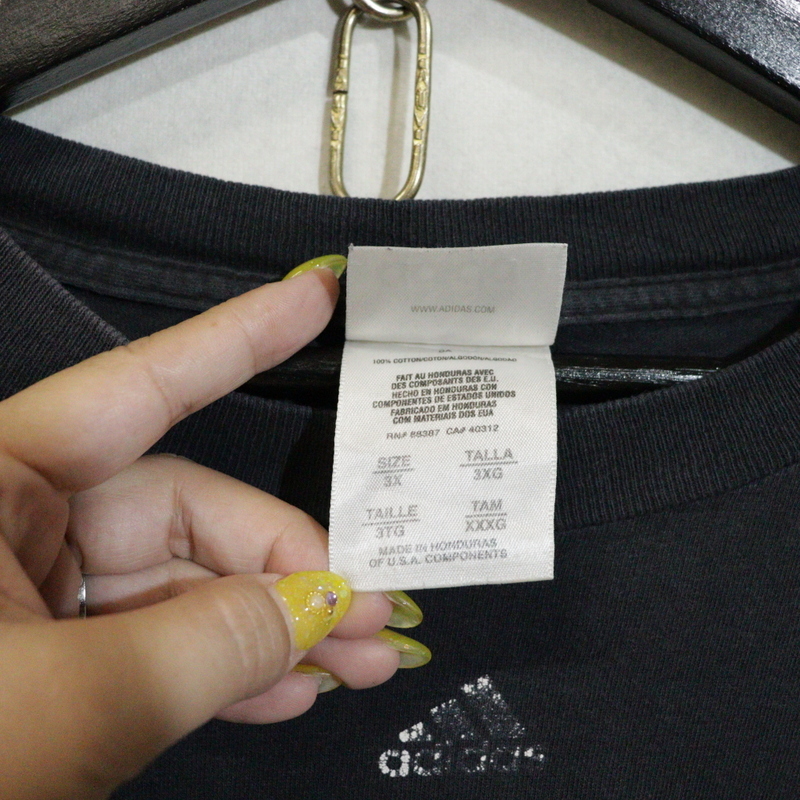 WWW.ADIDAS.COM
100% COTTON/COTON/ALGODON/ALGODAO
FAIT AU HONDURAS AVEC
DES COMPOSANTS DES E.U.
HECHO EN HONDURAS CON
COMPONENTES DE ESTADOS UNIDOS
FABRICADO EM HONDURAS
COM MATERIAIS DOS EUA
RN# 88387 CA# 40312
SIZE TALLA
3X 3XG
TAILLE TAM
3TG XXXG
MADE IN HONDURAS
OF U.S.A. COMPONENTS
adidas